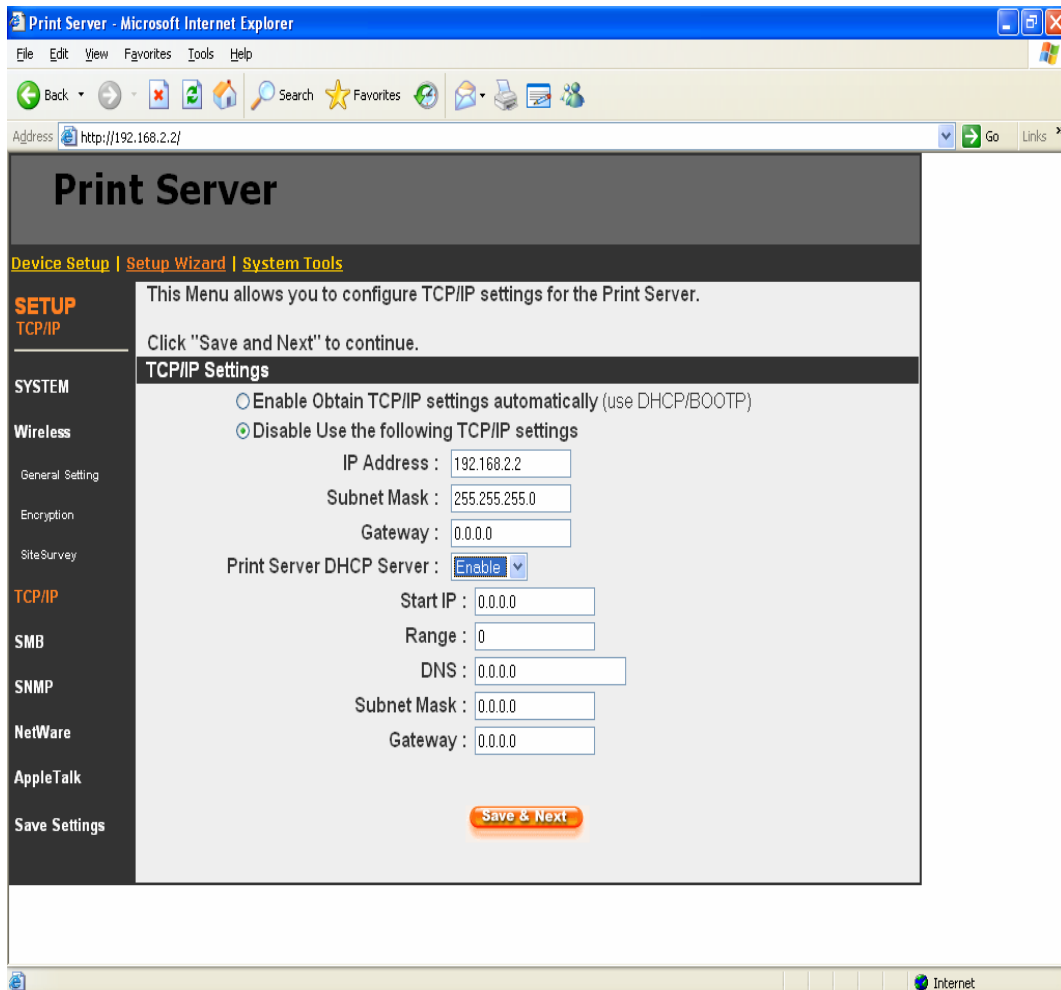 Print Server - Microsoft Internet Explorer
File Edit View Favorites Tools Help
Back Search Favorites
Address http://192.168.2.2/ Go Links »
Print Server
Device Setup | Setup Wizard | System Tools
SETUP
TCP/IP
SYSTEM
Wireless
General Setting
Encryption
SiteSurvey
TCP/IP
SMB
SNMP
NetWare
AppleTalk
Save Settings
This Menu allows you to configure TCP/IP settings for the Print Server.
Click "Save and Next" to continue.
TCP/IP Settings
Enable Obtain TCP/IP settings automatically (use DHCP/BOOTP)
Disable Use the following TCP/IP settings
IP Address : 192.168.2.2
Subnet Mask : 255.255.255.0
Gateway : 0.0.0.0
Print Server DHCP Server : Enable
Start IP : 0.0.0.0
Range : 0
DNS : 0.0.0.0
Subnet Mask : 0.0.0.0
Gateway : 0.0.0.0
Save & Next
Internet